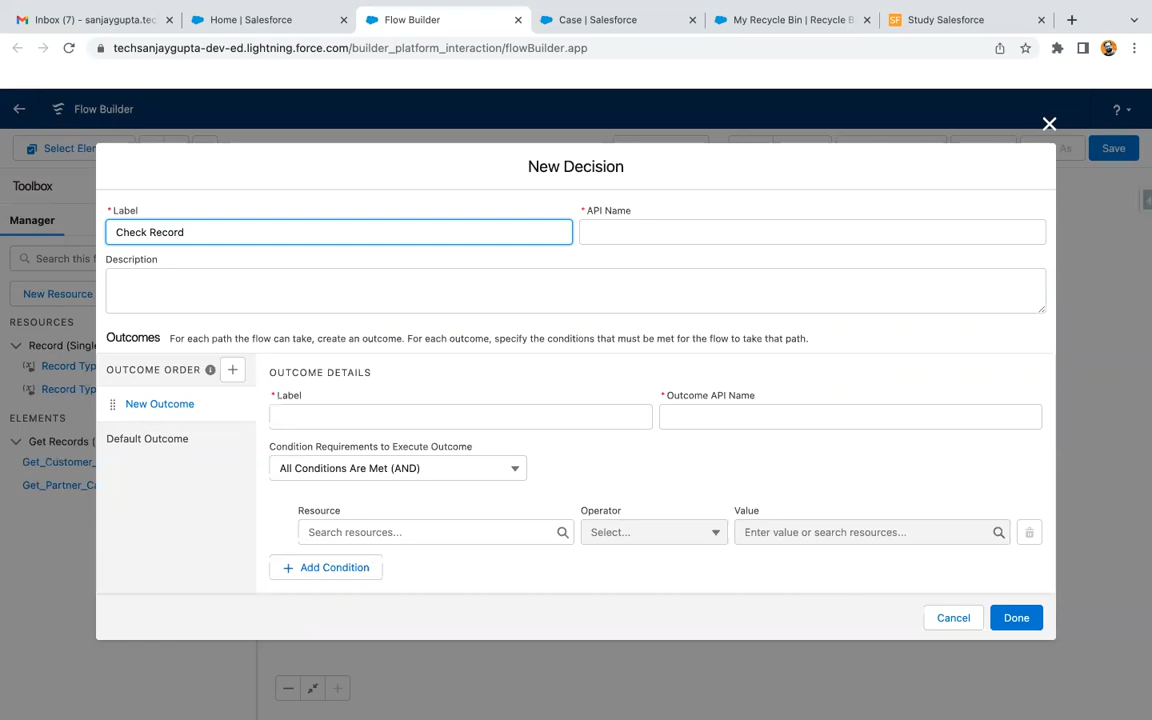 Inbox (7) - sanjaygupta.tec
Home | Salesforce
Flow Builder
Case | Salesforce
My Recycle Bin | Recycle B
SF
Study Salesforce
techsanjaygupta-dev-ed.lightning.force.com/builder_platform_interaction/flowBuilder.app
Flow Builder
?
Select Elem
As
Save
New Decision
Toolbox
Manager
* Label
* API Name
Check Record
Description
Search this f
New Resource
RESOURCES
Outcomes For each path the flow can take, create an outcome. For each outcome, specify the conditions that must be met for the flow to take that path.
Record (Singl
OUTCOME ORDER
OUTCOME DETAILS
Record Typ
Record Typ
* Label
* Outcome API Name
New Outcome
ELEMENTS
Default Outcome
Get Records (
Condition Requirements to Execute Outcome
Get_Customer_
All Conditions Are Met (AND)
Get_Partner_Ca
Resource
Operator
Value
Search resources...
Select...
Enter value or search resources...
+ Add Condition
Cancel
Done